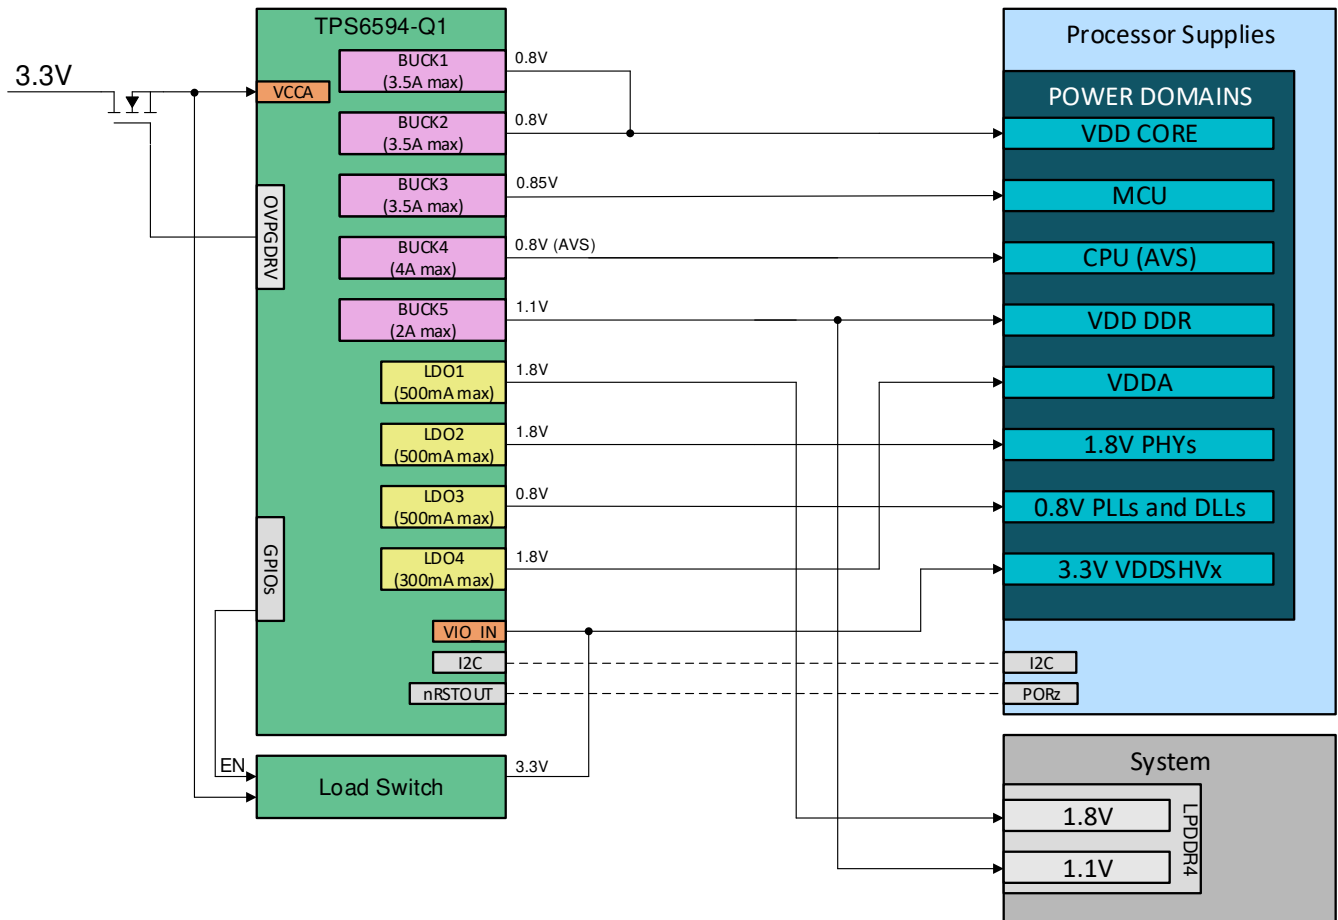 TPS6594-Q1
3.3V
VCCA
OVPGDRV
GPIOs
BUCK1
(3.5A max)
0.8V
BUCK2
(3.5A max)
0.8V
BUCK3
(3.5A max)
0.85V
BUCK4
(4A max)
0.8V (AVS)
BUCK5
(2A max)
1.1V
LDO1
(500mA max)
1.8V
LDO2
(500mA max)
1.8V
LDO3
(500mA max)
0.8V
LDO4
(300mA max)
1.8V
VIO_IN
I2C
nRSTOUT
EN
Load Switch
3.3V
Processor Supplies
POWER DOMAINS
VDD CORE
MCU
CPU (AVS)
VDD DDR
VDDA
1.8V PHYs
0.8V PLLs and DLLs
3.3V VDDSHVx
I2C
PORz
System
1.8V
1.1V
LPDDR4